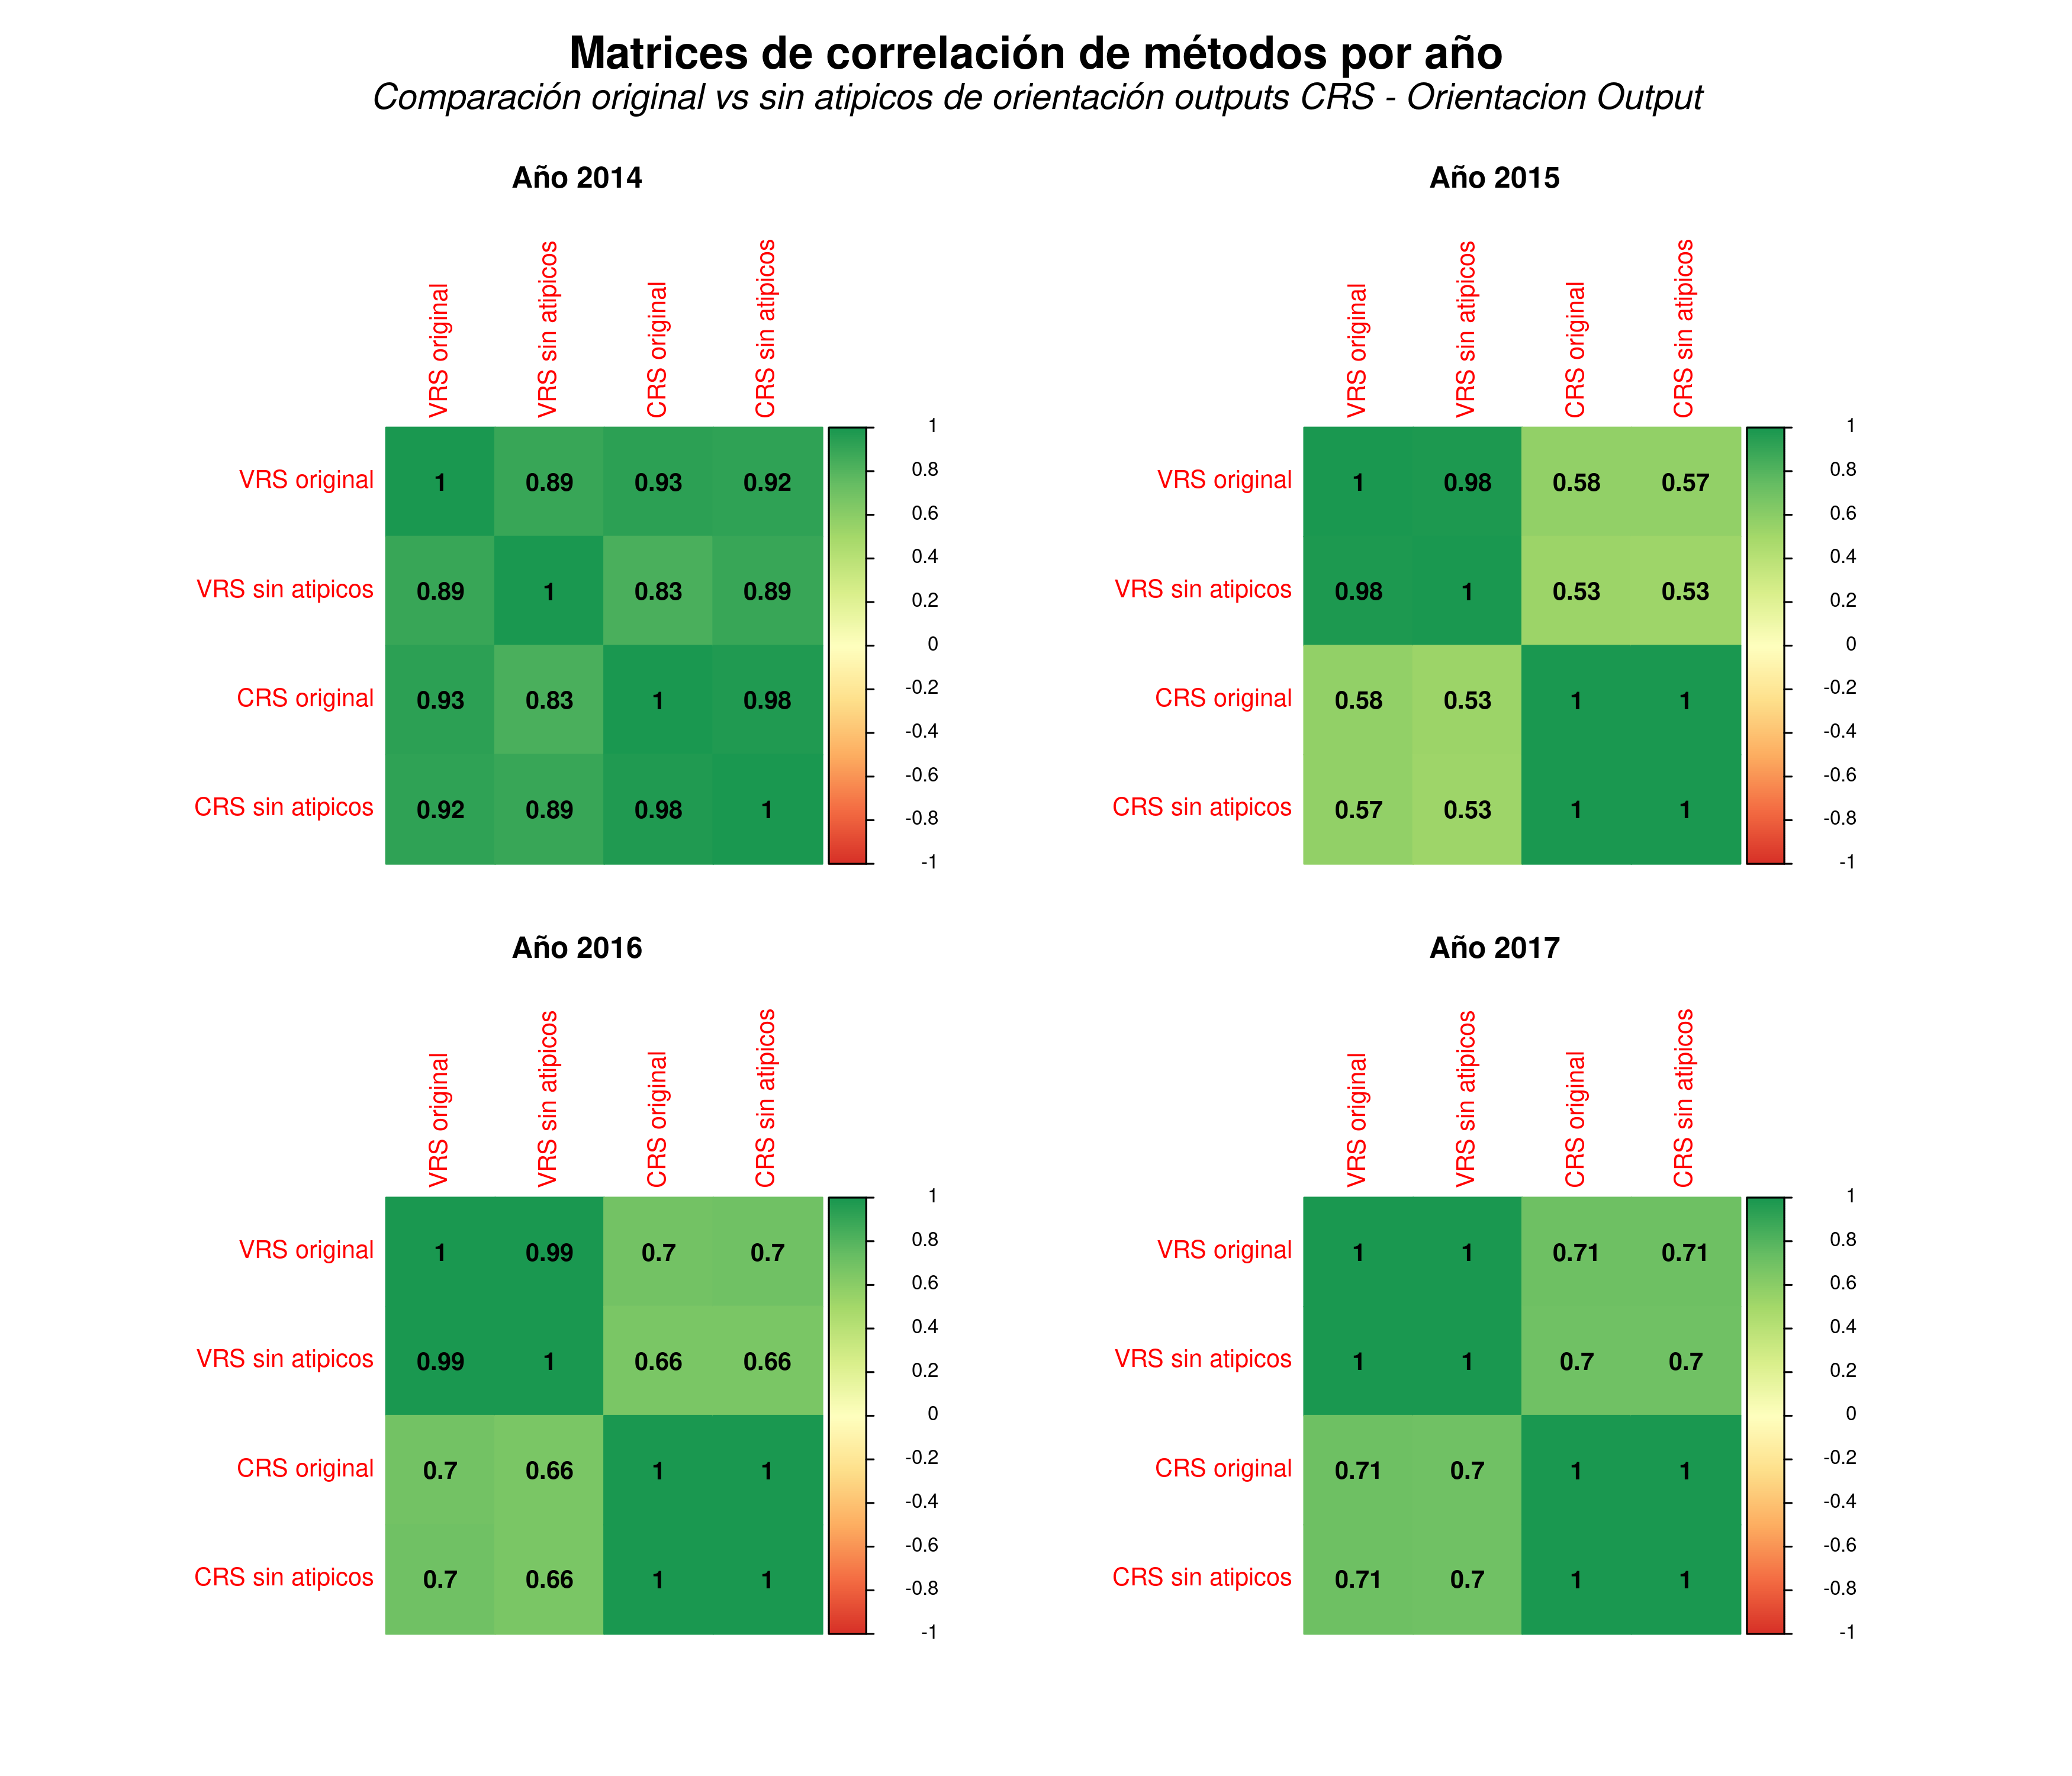 Matrices de correlación de métodos por año
Comparación original vs sin atipicos de orientación outputs CRS - Orientacion Output
Año 2014
VRS original
VRS sin atipicos
CRS original
CRS sin atipicos
VRS original 1 0.89 0.93 0.92
VRS sin atipicos 0.89 1 0.83 0.89
CRS original 0.93 0.83 1 0.98
CRS sin atipicos 0.92 0.89 0.98 1
1
0.8
0.6
0.4
0.2
0
-0.2
-0.4
-0.6
-0.8
-1
Año 2015
VRS original
VRS sin atipicos
CRS original
CRS sin atipicos
VRS original 1 0.98 0.58 0.57
VRS sin atipicos 0.98 1 0.53 0.53
CRS original 0.58 0.53 1 1
CRS sin atipicos 0.57 0.53 1 1
1
0.8
0.6
0.4
0.2
0
-0.2
-0.4
-0.6
-0.8
-1
Año 2016
VRS original
VRS sin atipicos
CRS original
CRS sin atipicos
VRS original 1 0.99 0.7 0.7
VRS sin atipicos 0.99 1 0.66 0.66
CRS original 0.7 0.66 1 1
CRS sin atipicos 0.7 0.66 1 1
1
0.8
0.6
0.4
0.2
0
-0.2
-0.4
-0.6
-0.8
-1
Año 2017
VRS original
VRS sin atipicos
CRS original
CRS sin atipicos
VRS original 1 1 0.71 0.71
VRS sin atipicos 1 1 0.7 0.7
CRS original 0.71 0.7 1 1
CRS sin atipicos 0.71 0.7 1 1
1
0.8
0.6
0.4
0.2
0
-0.2
-0.4
-0.6
-0.8
-1